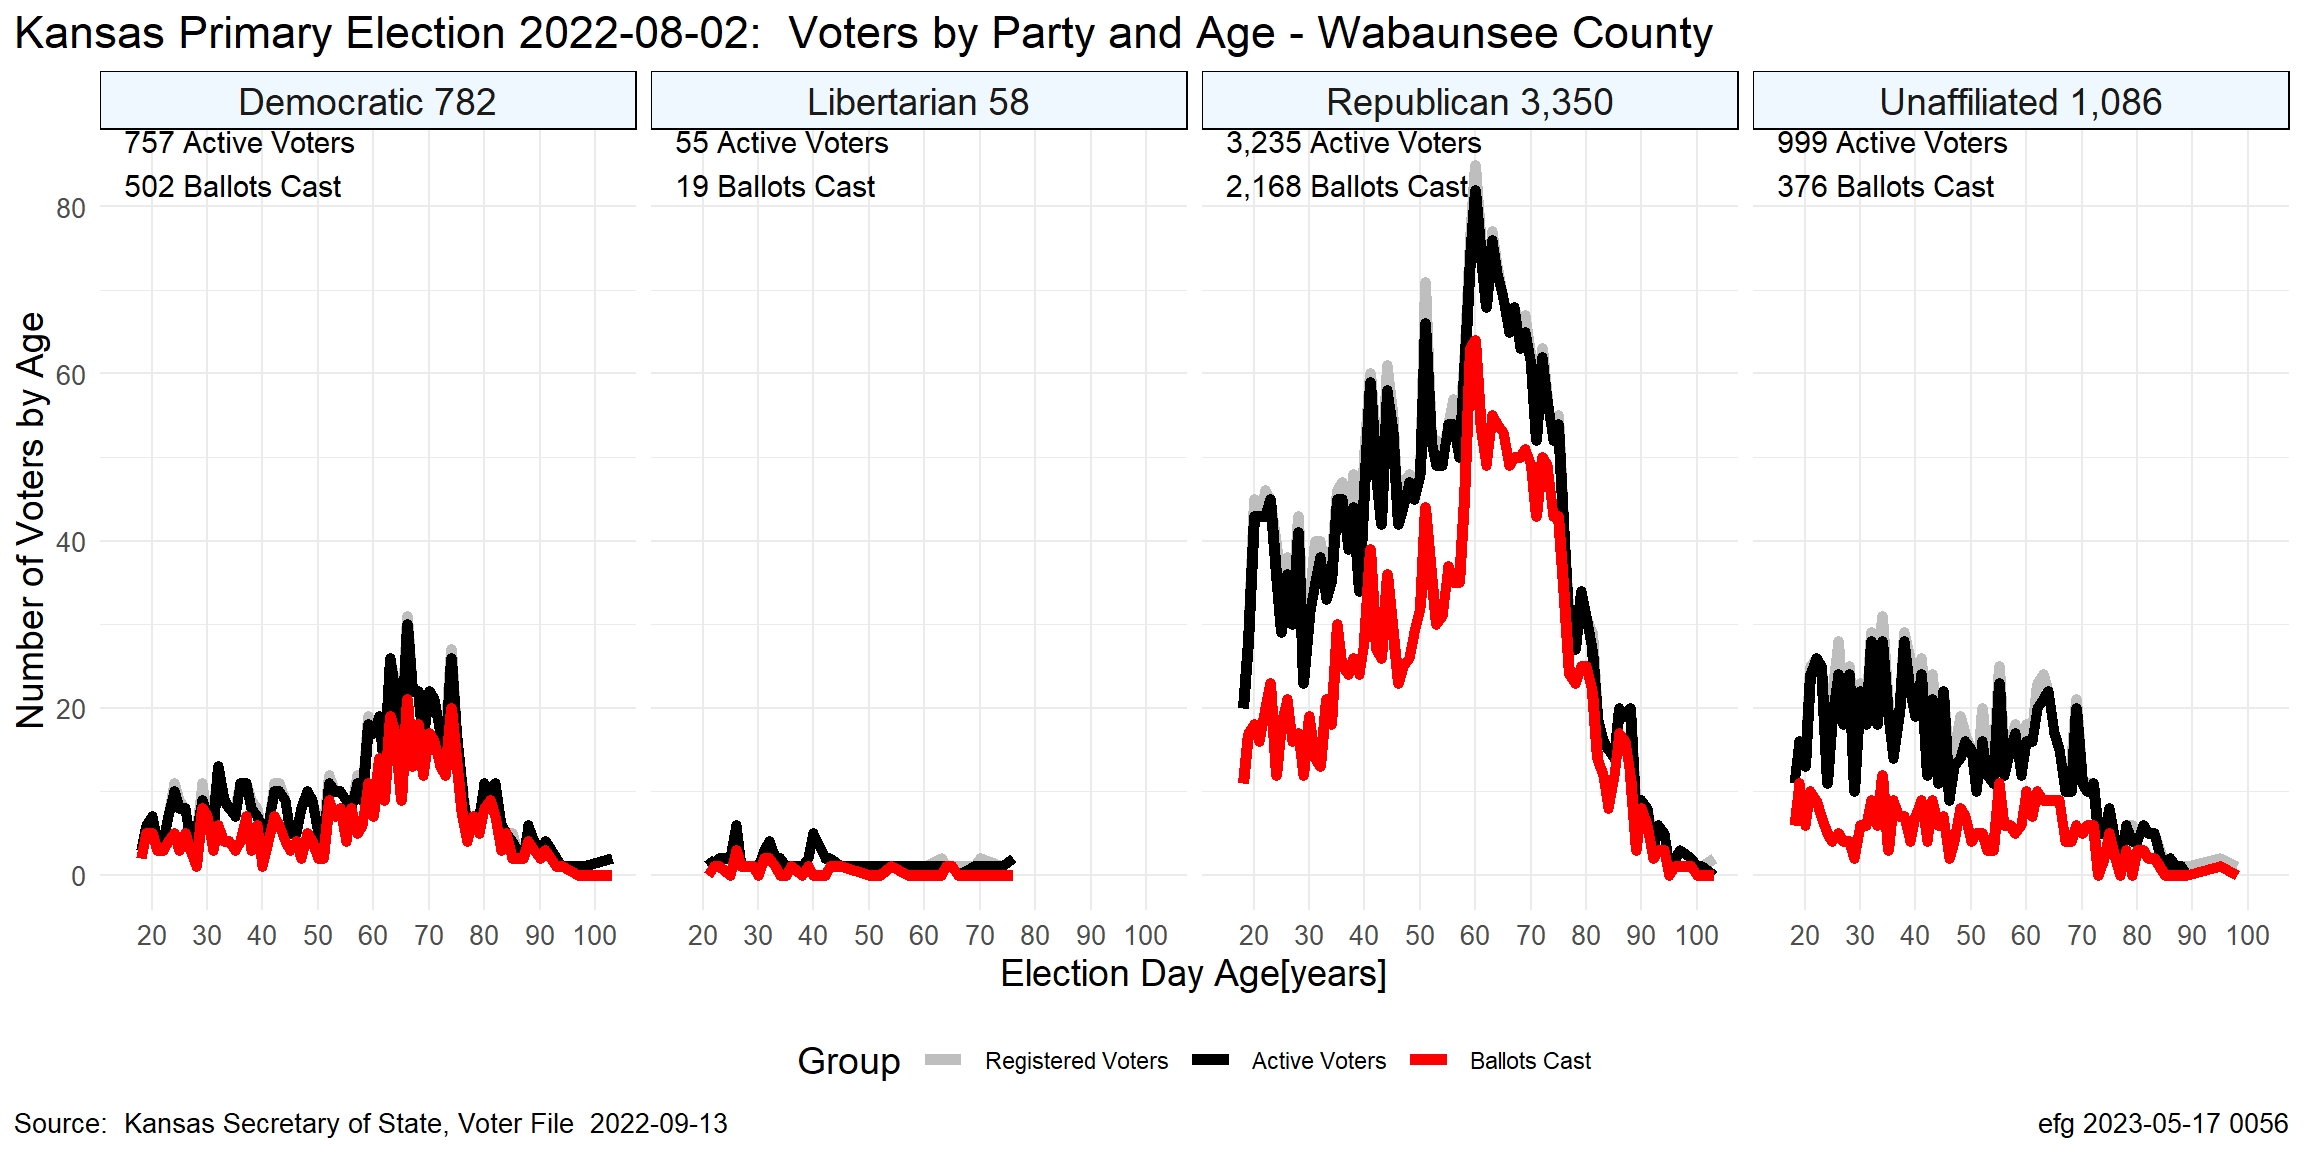 Kansas Primary Election 2022-08-02:  Voters by Party and Age - Wabaunsee County
Democratic 782
Libertarian 58
Republican 3,350
Unaffiliated 1,086
757 Active Voters
502 Ballots Cast
55 Active Voters
19 Ballots Cast
3,235 Active Voters
2,168 Ballots Cast
999 Active Voters
376 Ballots Cast
Number of Voters by Age
80
60
40
20
0
20 30 40 50 60 70 80 90 100
20 30 40 50 60 70 80 90 100
20 30 40 50 60 70 80 90 100
20 30 40 50 60 70 80 90 100
Election Day Age[years]
Group Registered Voters Active Voters Ballots Cast
Source:  Kansas Secretary of State, Voter File  2022-09-13
efg 2023-05-17 0056